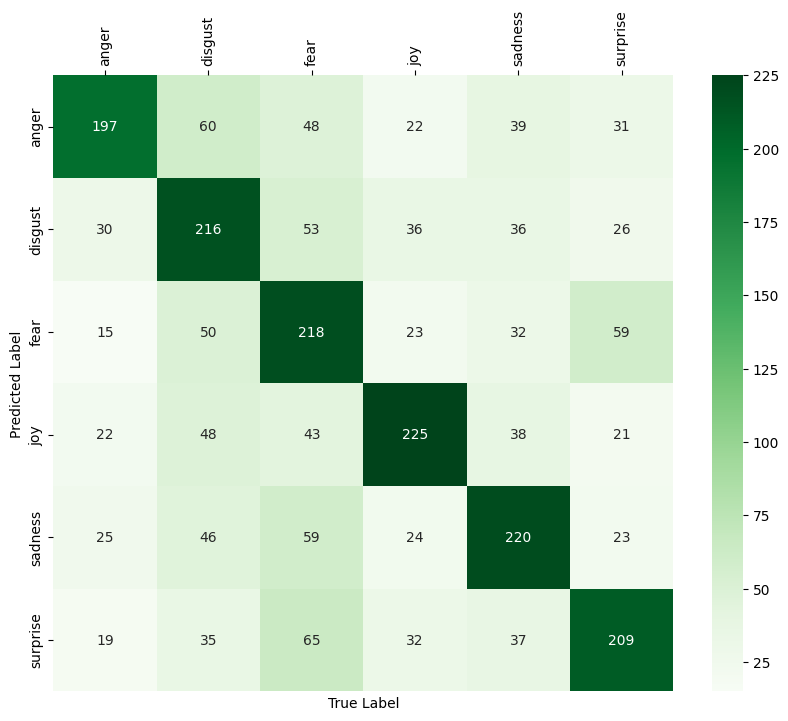 anger disgust fear joy sadness surprise
anger 197 60 48 22 39 31
disgust 30 216 53 36 36 26
fear 15 50 218 23 32 59
joy 22 48 43 225 38 21
sadness 25 46 59 24 220 23
surprise 19 35 65 32 37 209
Predicted Label
True Label
225
200
175
150
125
100
75
50
25